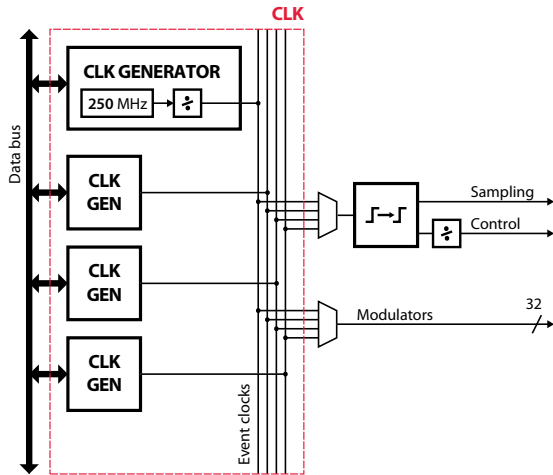 CLK
CLK GENERATOR
250 MHz
÷
Data bus
CLK
GEN
Sampling
÷
Control
CLK
GEN
32
Modulators
CLK
GEN
Event clocks